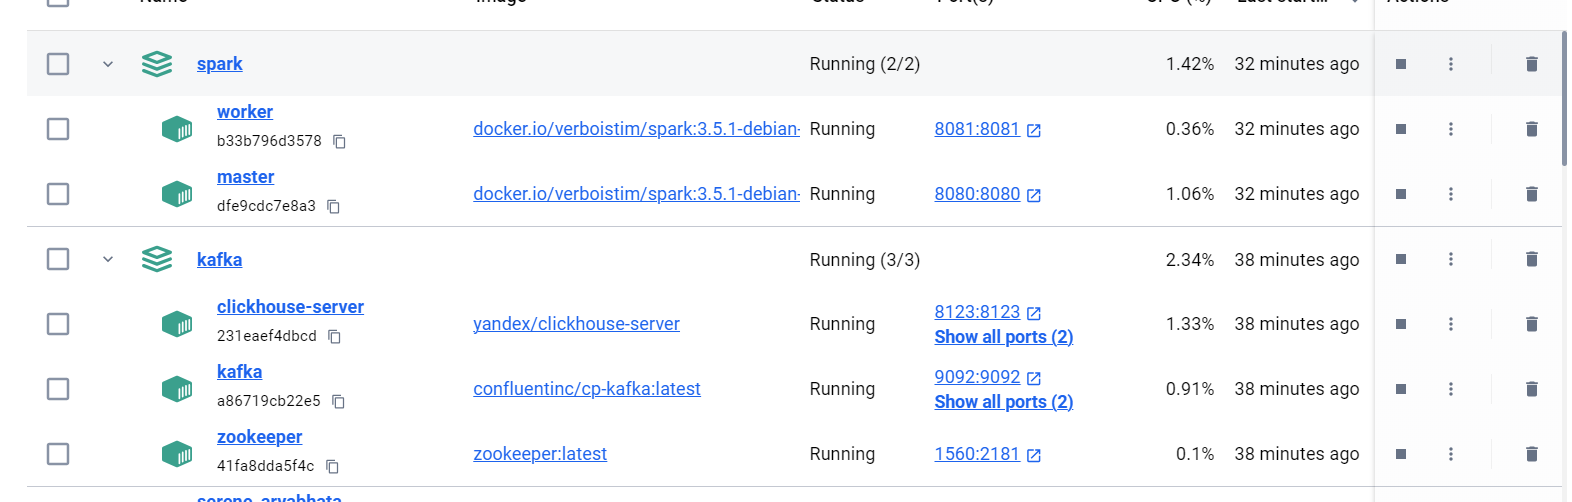 Name Image Status Port(s) CPU (%) Last start... Actions
spark Running (2/2) 1.42% 32 minutes ago
worker
b33b796d3578 docker.io/verboistim/spark:3.5.1-debian- Running 8081:8081 0.36% 32 minutes ago
master
dfe9cdc7e8a3 docker.io/verboistim/spark:3.5.1-debian- Running 8080:8080 1.06% 32 minutes ago
kafka Running (3/3) 2.34% 38 minutes ago
clickhouse-server
231eaef4dbcd yandex/clickhouse-server Running 8123:8123 1.33% 38 minutes ago
Show all ports (2)
kafka
a86719cb22e5 confluentinc/cp-kafka:latest Running 9092:9092 0.91% 38 minutes ago
Show all ports (2)
zookeeper
41fa8dda5f4c zookeeper:latest Running 1560:2181 0.1% 38 minutes ago
serene_aryabhata